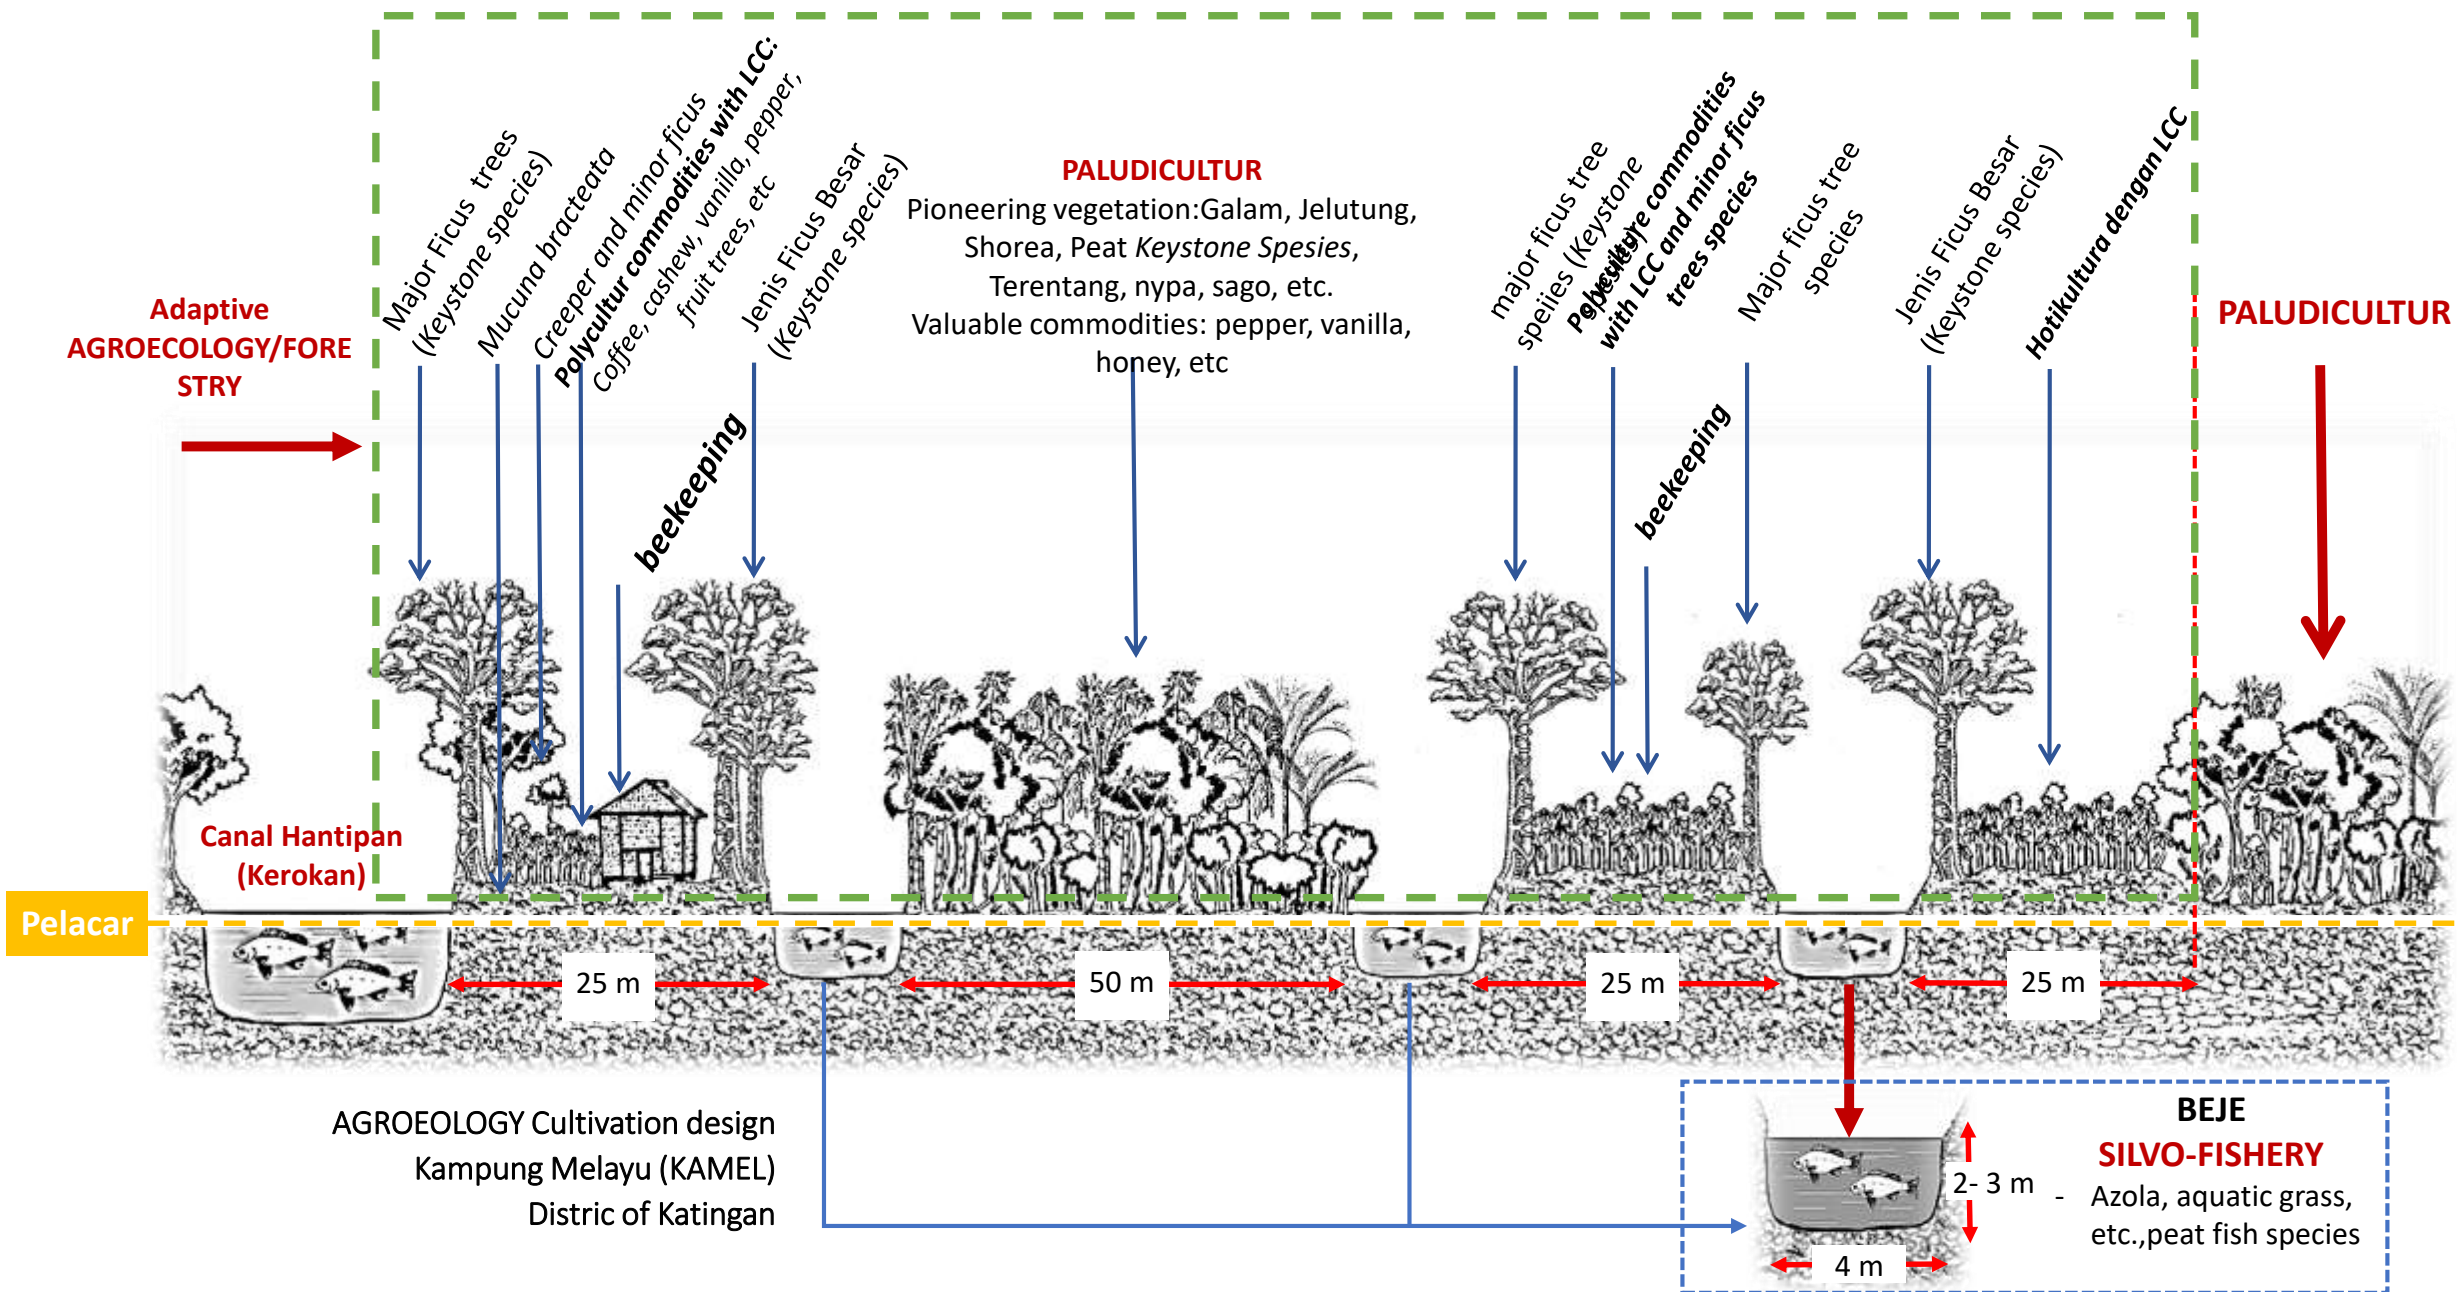 Major Ficus  trees
(Keystone species)
Mucuna bracteata
Creeper and minor ficus
Polycultur commodities with LCC:
Coffee, cashew, vanilla, pepper,
fruit trees, etc
Jenis Ficus Besar
(Keystone species)
beekeeping
PALUDICULTUR
Pioneering vegetation:Galam, Jelutung,
Shorea, Peat Keystone Spesies,
Terentang, nypa, sago, etc.
Valuable commodities: pepper, vanilla,
honey, etc
major ficus tree
speiies (Keystone
species)
Polyculture commodities
with LCC and minor ficus
trees species
beekeeping
Major ficus tree
species
Jenis Ficus Besar
(Keystone species)
Hotikultura dengan LCC
PALUDICULTUR
Adaptive
AGROECOLOGY/FORE
STRY
Canal Hantipan
(Kerokan)
Pelacar
25 m
50 m
25 m
25 m
AGROEOLOGY Cultivation design
Kampung Melayu (KAMEL)
Distric of Katingan
BEJE
SILVO-FISHERY
2- 3 m
- Azola, aquatic grass,
etc.,peat fish species
4 m